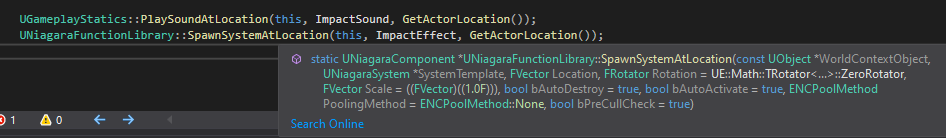 UGameplayStatics::PlaySoundAtLocation(this, ImpactSound, GetActorLocation());
UNiagaraFunctionLibrary::SpawnSystemAtLocation(this, ImpactEffect, GetActorLocation());
static UNiagaraComponent *UNiagaraFunctionLibrary::SpawnSystemAtLocation(const UObject *WorldContextObject,
UNiagaraSystem *SystemTemplate, FVector Location, FRotator Rotation = UE::Math::TRotator<...>::ZeroRotator,
FVector Scale = ((FVector)((1.0F))), bool bAutoDestroy = true, bool bAutoActivate = true, ENCPoolMethod
PoolingMethod = ENCPoolMethod::None, bool bPreCullCheck = true)
1 0
Search Online